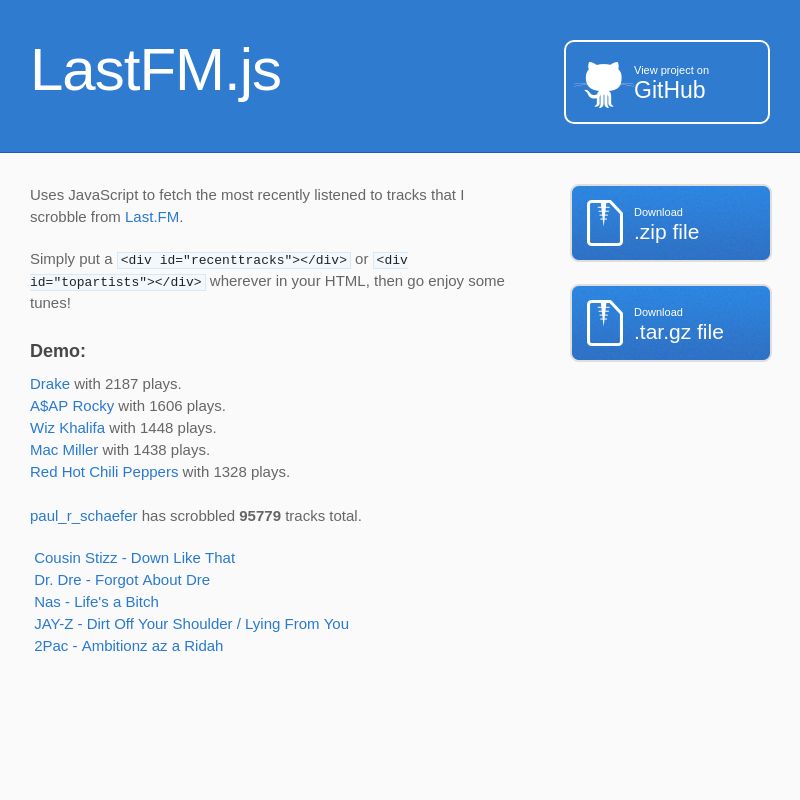 LastFM.js
View project on
GitHub
Uses JavaScript to fetch the most recently listened to tracks that I
scrobble from Last.FM.
Simply put a <div id="recenttracks"></div> or <div
id="topartists"></div> wherever in your HTML, then go enjoy some
tunes!
Demo:
Drake with 2187 plays.
A$AP Rocky with 1606 plays.
Wiz Khalifa with 1448 plays.
Mac Miller with 1438 plays.
Red Hot Chili Peppers with 1328 plays.
paul_r_schaefer has scrobbled 95779 tracks total.
Cousin Stizz - Down Like That
Dr. Dre - Forgot About Dre
Nas - Life's a Bitch
JAY-Z - Dirt Off Your Shoulder / Lying From You
2Pac - Ambitionz az a Ridah
Download
.zip file
Download
.tar.gz file